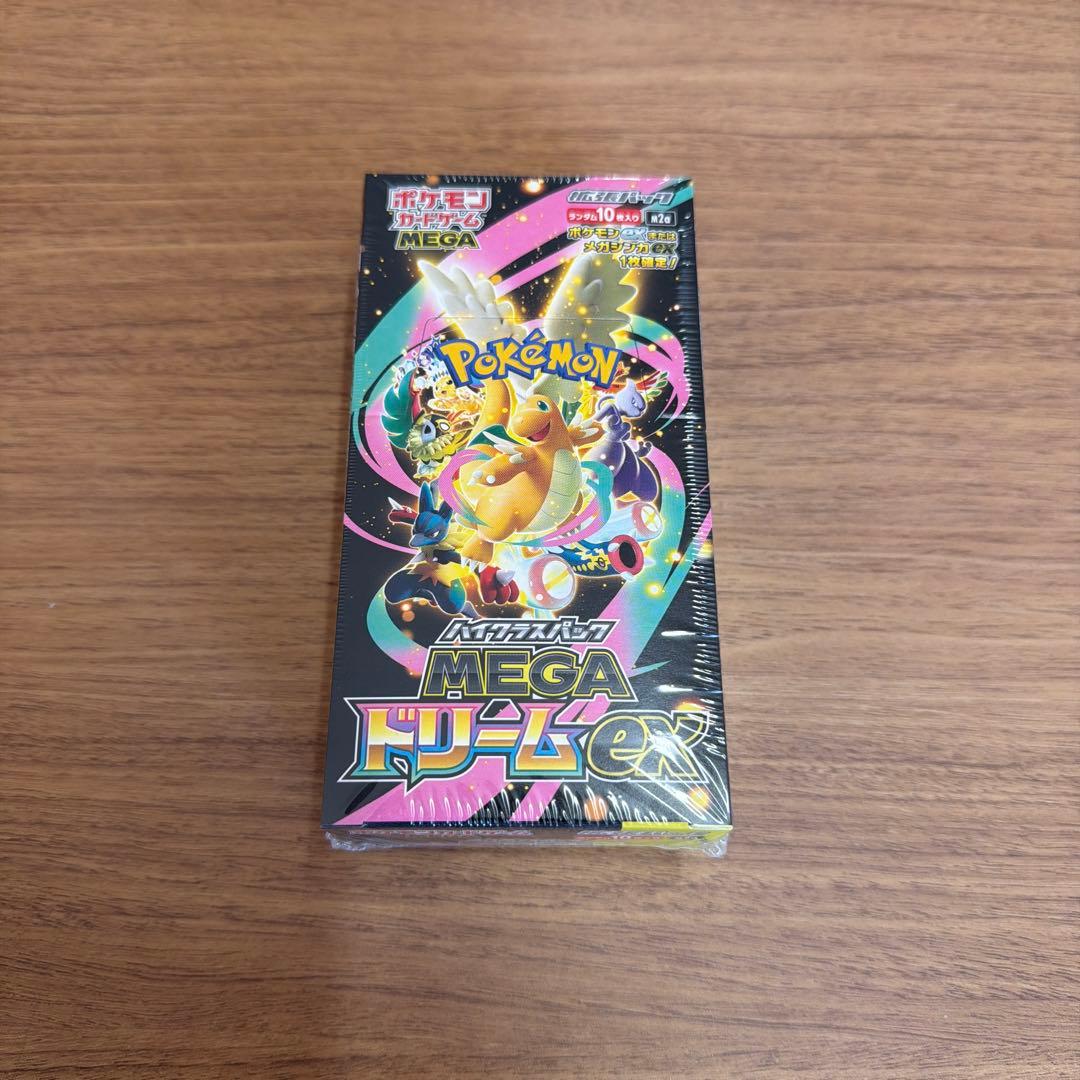 ポケモン
カードゲーム
MEGA
拡張パック
ランダム10枚入り m2a
ポケモンexまたは
メガシンカex
1枚確定!
POKéMON
ハイクラスパック
MEGA
ドリームex